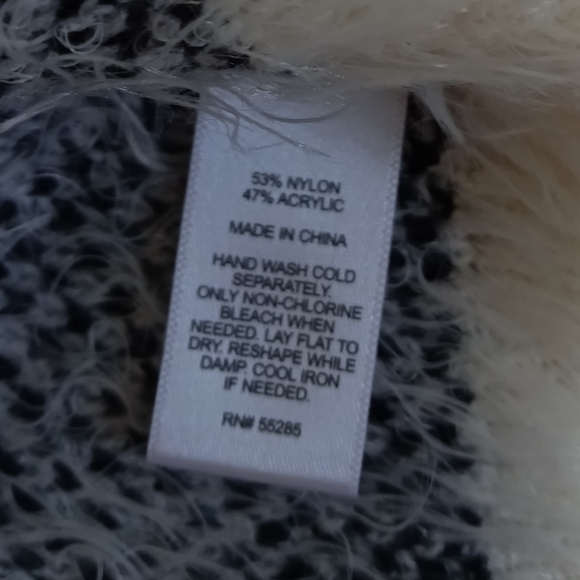 53% NYLON
47% ACRYLIC
MADE IN CHINA
HAND WASH COLD
SEPARATELY.
ONLY NON-CHLORINE
BLEACH WHEN
NEEDED. LAY FLAT TO
DRY. RESHAPE WHILE
DAMP. COOL IRON
IF NEEDED.
RN# 55285